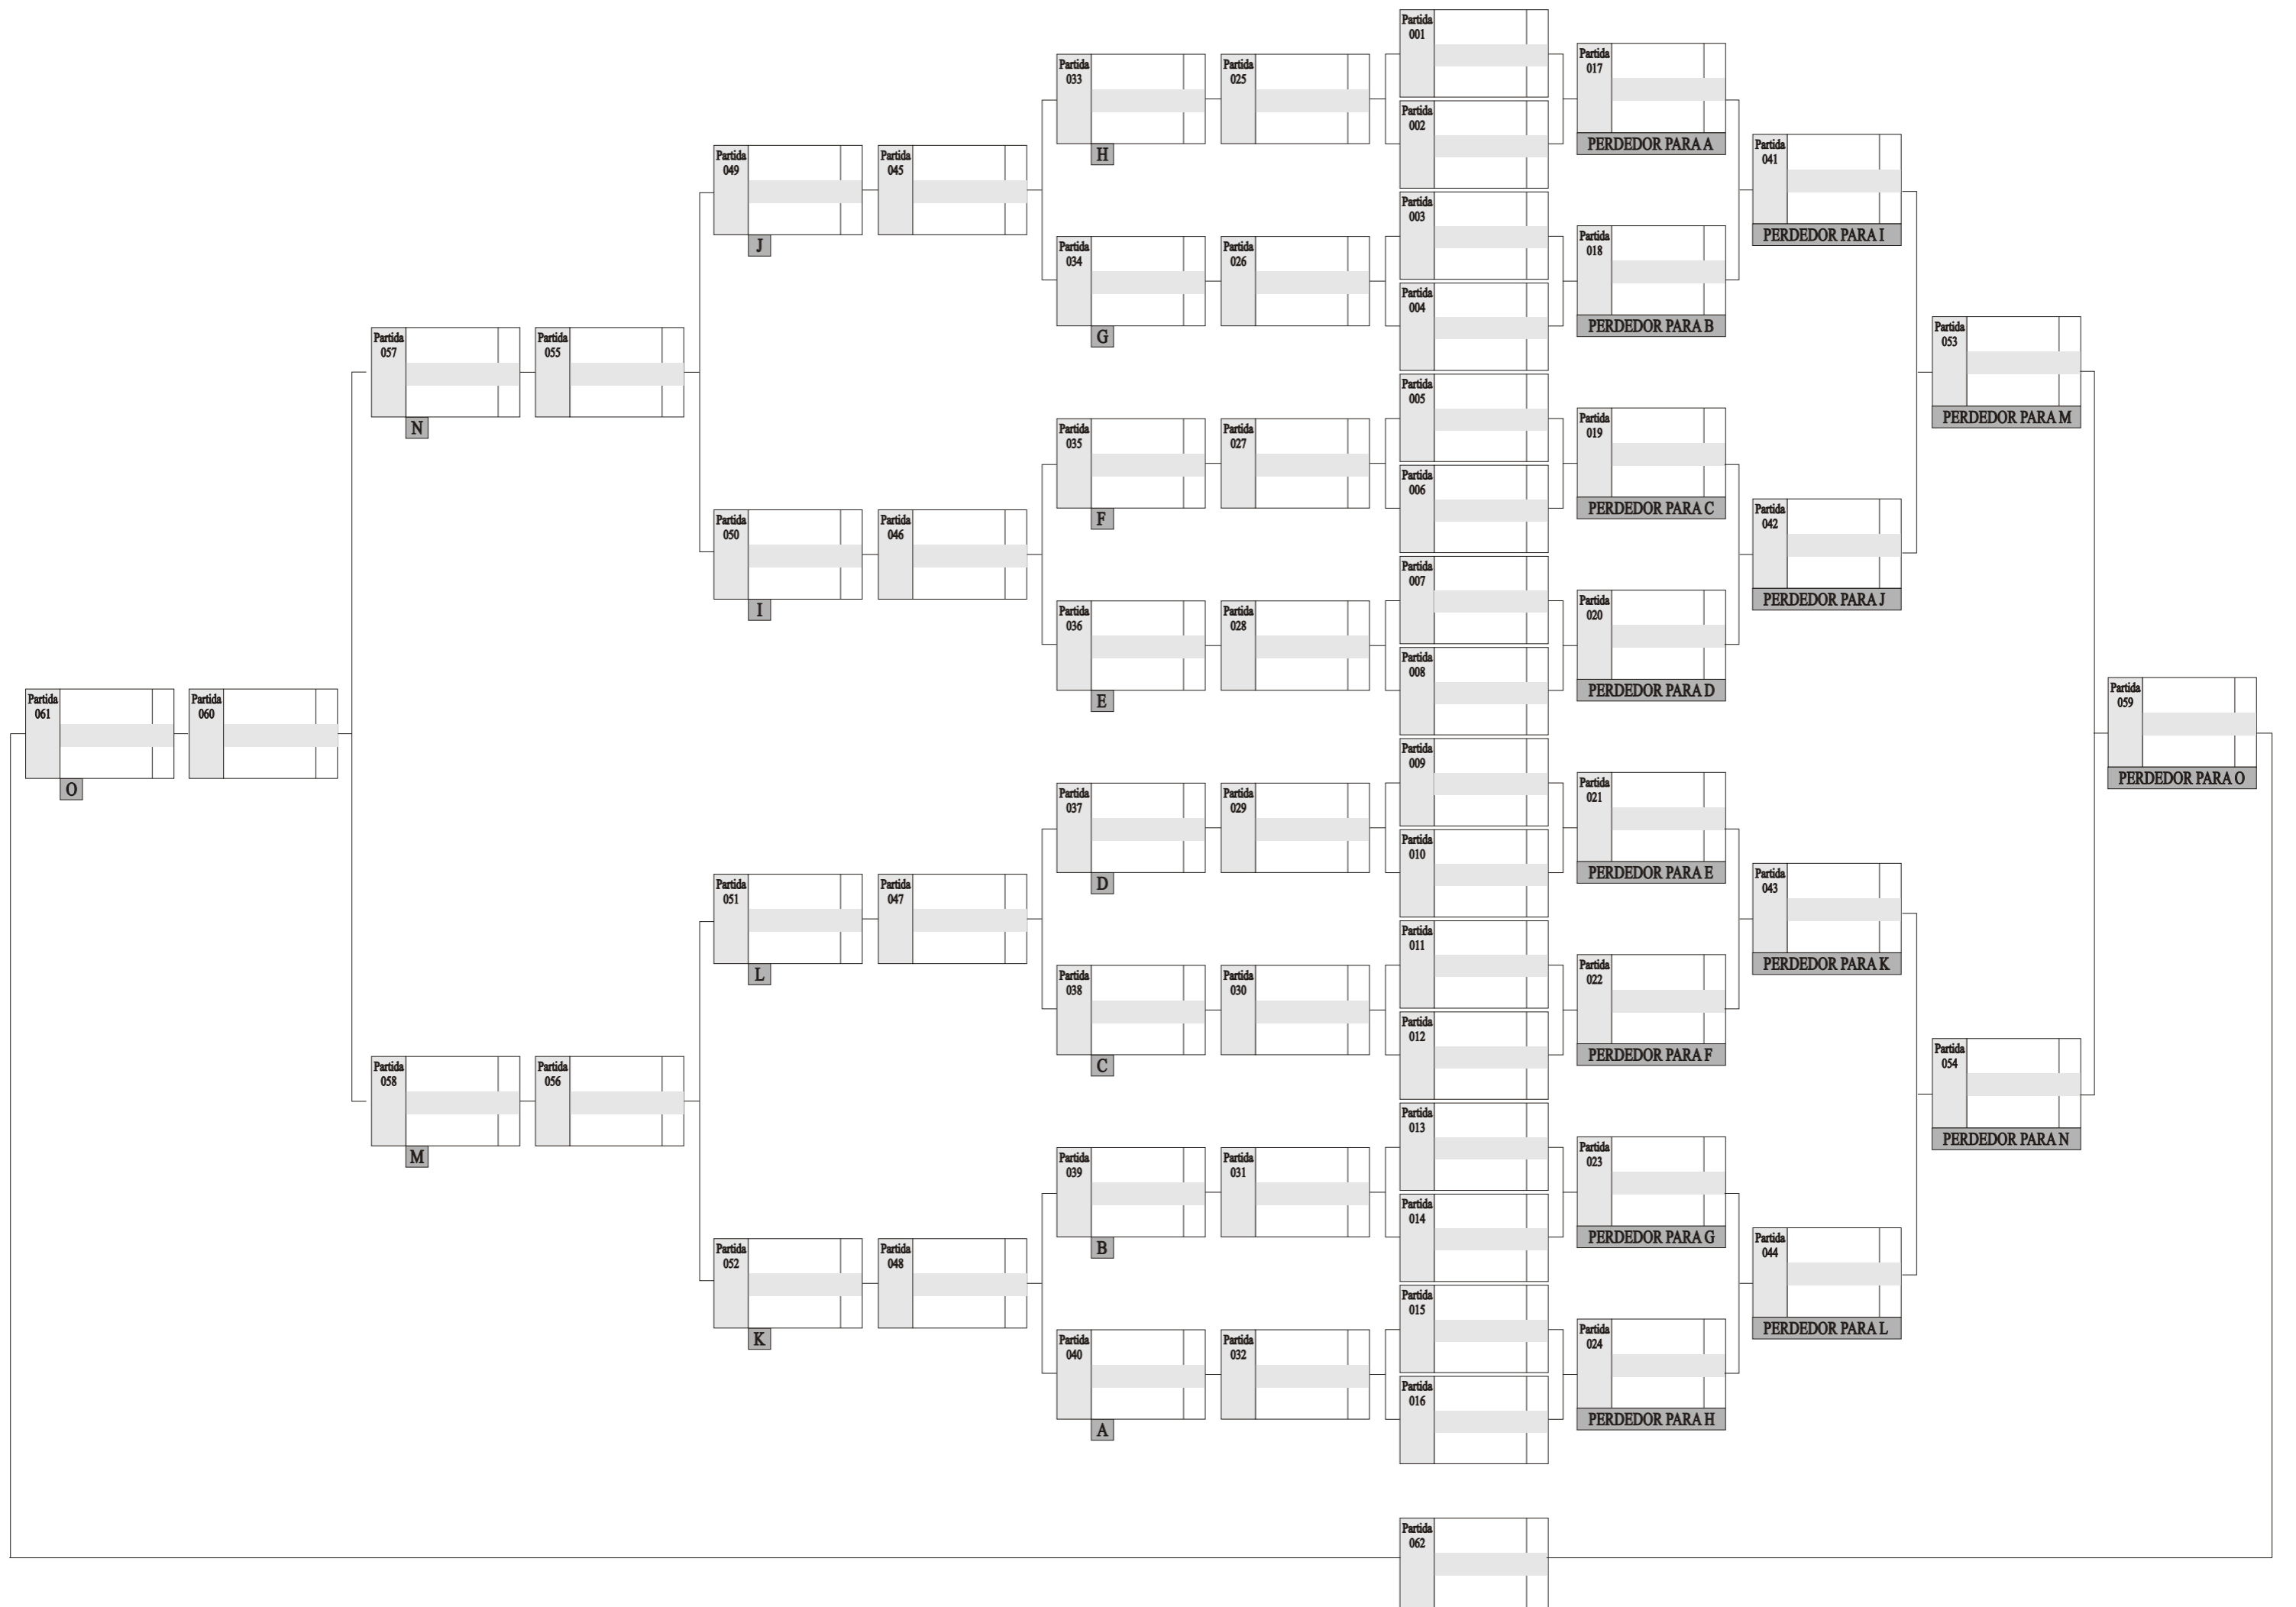 Partida
001
Partida
002
Partida
003
Partida
004
Partida
005
Partida
006
Partida
007
Partida
008
Partida
009
Partida
010
Partida
011
Partida
012
Partida
013
Partida
014
Partida
015
Partida
016
Partida
017
PERDEDOR PARA A
Partida
018
PERDEDOR PARA B
Partida
019
PERDEDOR PARA C
Partida
020
PERDEDOR PARA D
Partida
021
PERDEDOR PARA E
Partida
022
PERDEDOR PARA F
Partida
023
PERDEDOR PARA G
Partida
024
PERDEDOR PARA H
Partida
025
Partida
026
Partida
027
Partida
028
Partida
029
Partida
030
Partida
031
Partida
032
Partida
033
H
Partida
034
G
Partida
035
F
Partida
036
E
Partida
037
D
Partida
038
C
Partida
039
B
Partida
040
A
Partida
041
PERDEDOR PARA I
Partida
042
PERDEDOR PARA J
Partida
043
PERDEDOR PARA K
Partida
044
PERDEDOR PARA L
Partida
045
Partida
046
Partida
047
Partida
048
Partida
049
J
Partida
050
I
Partida
051
L
Partida
052
K
Partida
053
PERDEDOR PARA M
Partida
054
PERDEDOR PARA N
Partida
055
Partida
056
Partida
057
N
Partida
058
M
Partida
059
PERDEDOR PARA O
Partida
060
Partida
061
O
Partida
062